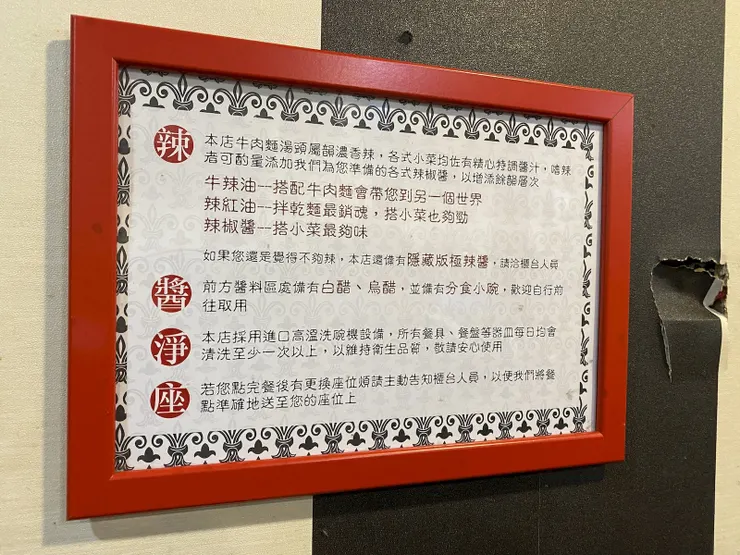 辣
本店牛肉麵湯頭屬韻濃香辣，各式小菜均佐有精心特調醬汁，嗜辣
者可酌量添加我們為您準備的各式辣椒醬，以增添餘韻層次
牛辣油--搭配牛肉麵會帶您到另一個世界
辣紅油--拌乾麵最銷魂，搭小菜也夠勁
辣椒醬--搭小菜最夠味
如果您還是覺得不夠辣，本店還備有隱藏版極辣醬，請洽櫃台人員
醬
前方醬料區處備有白醋、烏醋，並備有分食小碗，歡迎自行前
往取用
淨
本店採用進口高溫洗碗機設備，所有餐具、餐盤等器皿每日均會
清洗至少一次以上，以維持衛生品質，敬請安心使用
座
若您點完餐後有更換座位煩請主動告知櫃台人員，以便我們將餐
點準確地送至您的座位上